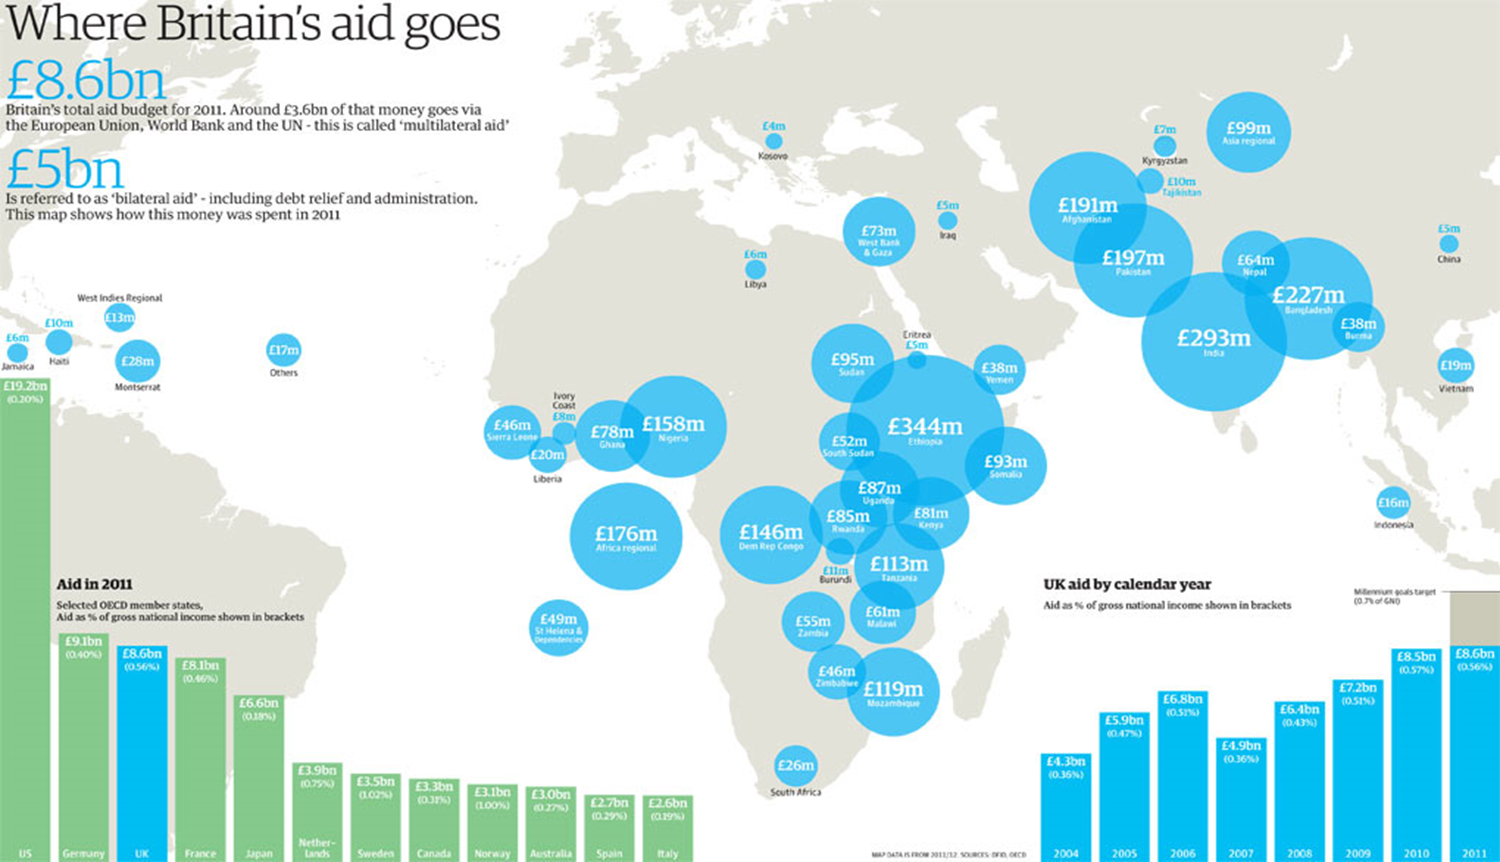 Where Britain's aid goes
£8.6bn
Britain's total aid budget for 2011. Around £3.6bn of that money goes via
the European Union, World Bank and the UN - this is called 'multilateral aid'
£5bn
Is referred to as 'bilateral aid' - including debt relief and administration.
This map shows how this money was spent in 2011
West Indies Regional
£13m
£10m
Haiti
£6m
Jamaica
£28m
Montserrat
£17m
Others
£4m
Kosovo
£6m
Libya
£73m
West Bank
& Gaza
£5m
Iraq
£7m
Kyrgyzstan
£10m
Tajikistan
£99m
Asia regional
£191m
Afghanistan
£197m
Pakistan
£64m
Nepal
£227m
Bangladesh
£293m
India
£38m
Burma
£5m
China
£19m
Vietnam
£16m
Indonesia
Eritrea
£5m
£95m
Sudan
£38m
Yemen
£344m
Ethiopia
£52m
South Sudan
£93m
Somalia
£87m
Uganda
£85m
Rwanda
£81m
Kenya
£11m
Burundi
£113m
Tanzania
£146m
Dem Rep Congo
£61m
Malawi
£55m
Zambia
£46m
Zimbabwe
£119m
Mozambique
£26m
South Africa
£46m
Sierra Leone
Ivory
Coast
£8m
£20m
Liberia
£78m
Ghana
£158m
Nigeria
£176m
Africa regional
£49m
St Helena &
Dependencies
Aid in 2011
Selected OECD member states,
Aid as % of gross national income shown in brackets
£19.2bn
(0.20%)
US
£9.1bn
(0.40%)
Germany
£8.6bn
(0.56%)
UK
£8.1bn
(0.46%)
France
£6.6bn
(0.18%)
Japan
£3.9bn
(0.75%)
Nether-
lands
£3.5bn
(1.02%)
Sweden
£3.3bn
(0.31%)
Canada
£3.1bn
(1.00%)
Norway
£3.0bn
(0.27%)
Australia
£2.7bn
(0.29%)
Spain
£2.6bn
(0.19%)
Italy
UK aid by calendar year
Aid as % of gross national income shown in brackets
Millennium goals target
(0.7% of GNI)
£4.3bn
(0.36%)
2004
£5.9bn
(0.47%)
2005
£6.8bn
(0.51%)
2006
£4.9bn
(0.36%)
2007
£6.4bn
(0.43%)
2008
£7.2bn
(0.51%)
2009
£8.5bn
(0.57%)
2010
£8.6bn
(0.56%)
2011
MAP DATA IS FROM 2011/12. SOURCES: DFID, OECD